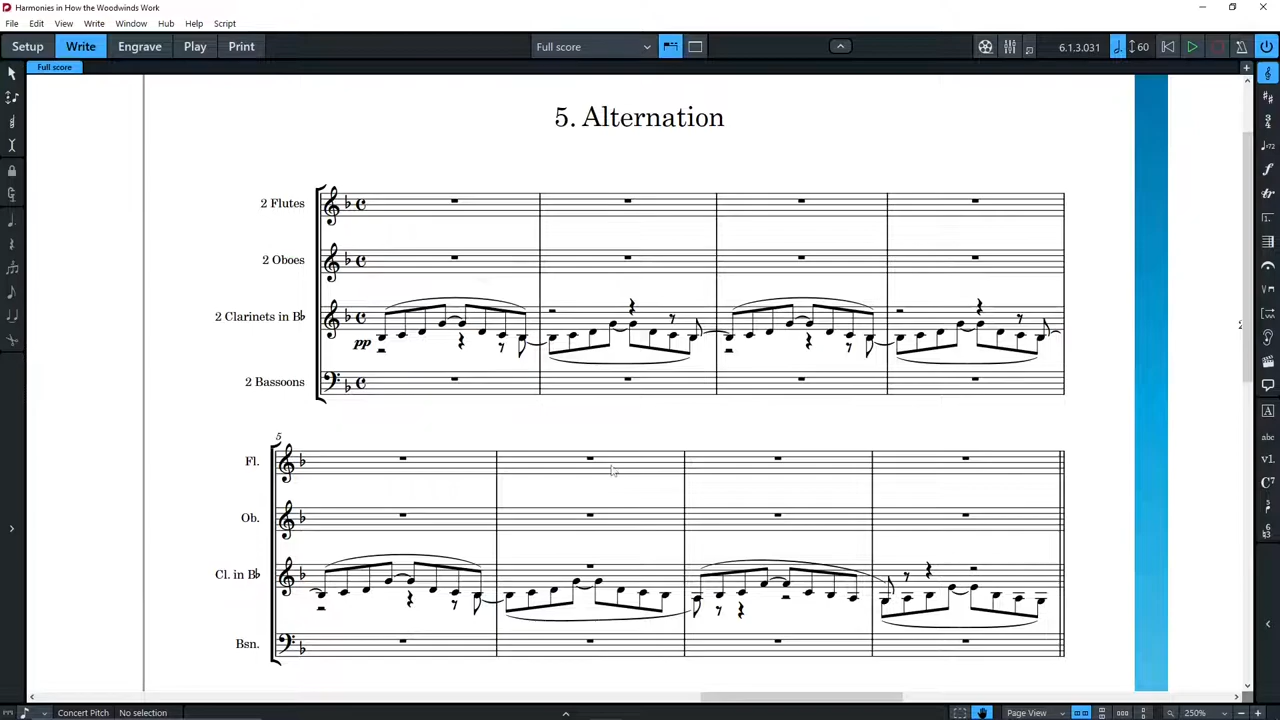 Harmonies in How the Woodwinds Work
File Edit View Write Window Hub Help Script
Setup Write Engrave Play Print Full score 6.1.3.031 60
Full score
5. Alternation
2 Flutes
2 Oboes
2 Clarinets in B♭
pp
2 Bassoons
5
Fl.
Ob.
Cl. in B♭
Bsn.
Concert Pitch No selection Page View 250%